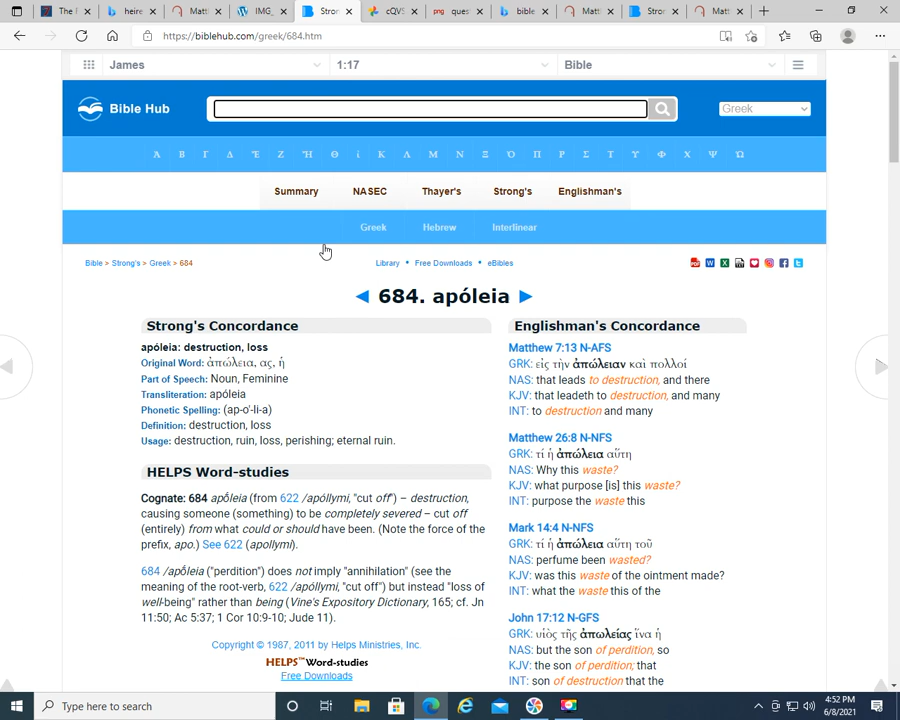 The F
heire
Matt
IMG_
Stror
cQVS
ques
bible
Matt
Stror
Matt
https://biblehub.com/greek/684.htm
James 1:17 Bible
Bible Hub
Greek
Α Β Γ Δ Ἐ Ζ Ἡ Θ ἱ Κ Λ Μ Ν Ξ Ὁ Π Ρ Σ Τ Υ Φ Χ Ψ Ὡ
Summary NASEC Thayer's Strong's Englishman's
Greek Hebrew Interlinear
Bible > Strong's > Greek > 684
Library • Free Downloads • eBibles
◄ 684. apóleia ►
Strong's Concordance
apóleia: destruction, loss
Original Word: ἀπώλεια, ας, ἡ
Part of Speech: Noun, Feminine
Transliteration: apóleia
Phonetic Spelling: (ap-o'-li-a)
Definition: destruction, loss
Usage: destruction, ruin, loss, perishing; eternal ruin.
HELPS Word-studies
Cognate: 684 apṓleia (from 622 /apóllymi, "cut off") – destruction,
causing someone (something) to be completely severed – cut off
(entirely) from what could or should have been. (Note the force of the
prefix, apo.) See 622 (apollymi).
684 /apṓleia ("perdition") does not imply "annihilation" (see the
meaning of the root-verb, 622 /apóllymi, "cut off") but instead "loss of
well-being" rather than being (Vine's Expository Dictionary, 165; cf. Jn
11:50; Ac 5:37; 1 Cor 10:9-10; Jude 11).
Copyright © 1987, 2011 by Helps Ministries, Inc.
HELPS™Word-studies
Free Downloads
Englishman's Concordance
Matthew 7:13 N-AFS
GRK: εἰς τὴν ἀπώλειαν καὶ πολλοί
NAS: that leads to destruction, and there
KJV: that leadeth to destruction, and many
INT: to destruction and many
Matthew 26:8 N-NFS
GRK: τί ἡ ἀπώλεια αὕτη
NAS: Why this waste?
KJV: what purpose [is] this waste?
INT: purpose the waste this
Mark 14:4 N-NFS
GRK: τί ἡ ἀπώλεια αὕτη τοῦ
NAS: perfume been wasted?
KJV: was this waste of the ointment made?
INT: what the waste this of the
John 17:12 N-GFS
GRK: υἱὸς τῆς ἀπωλείας ἵνα ἡ
NAS: but the son of perdition, so
KJV: the son of perdition; that
INT: son of destruction that the
Type here to search
4:52 PM
6/8/2021